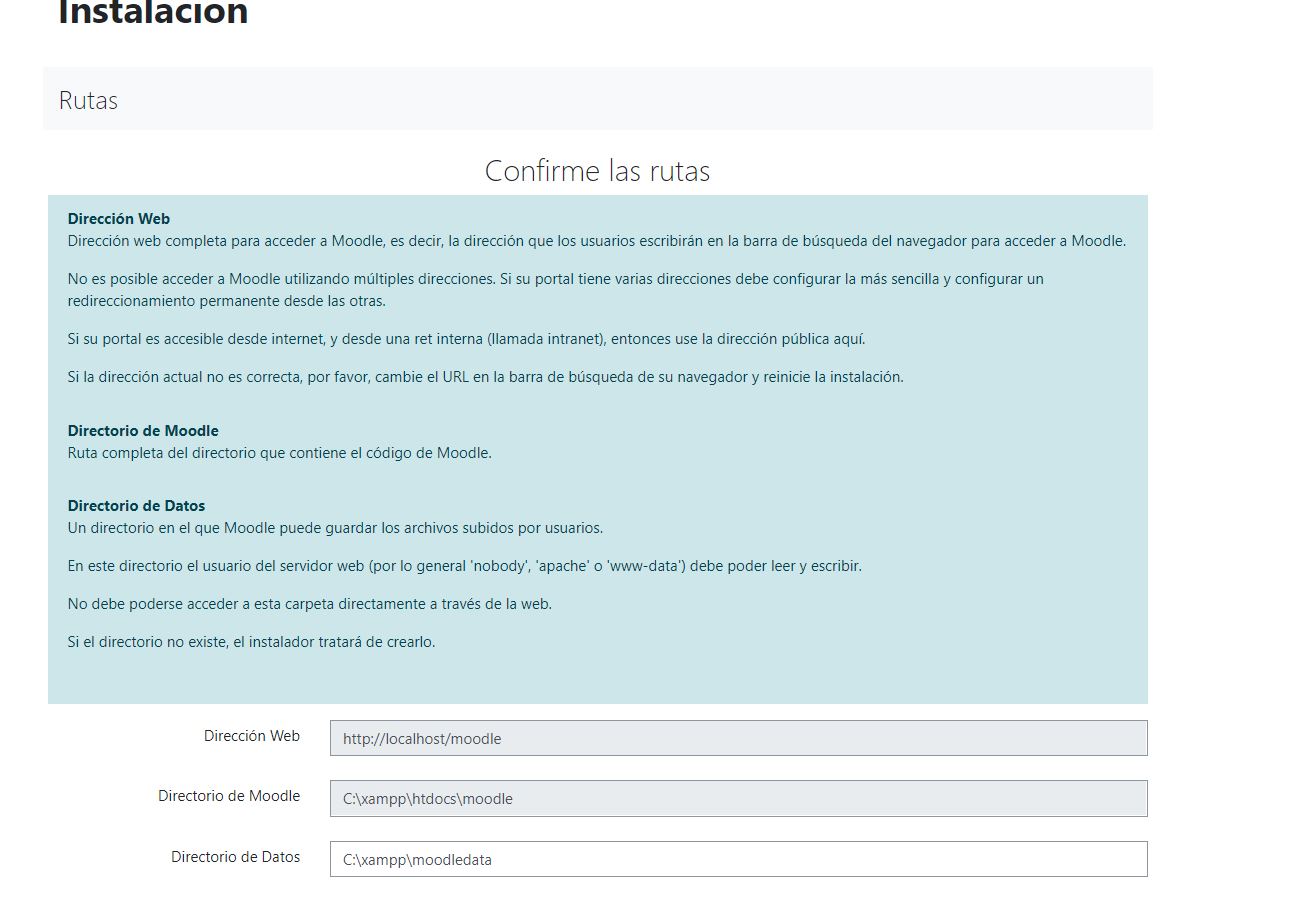 Instalación
Rutas
Confirme las rutas
Dirección Web
Dirección web completa para acceder a Moodle, es decir, la dirección que los usuarios escribirán en la barra de búsqueda del navegador para acceder a Moodle.
No es posible acceder a Moodle utilizando múltiples direcciones. Si su portal tiene varias direcciones debe configurar la más sencilla y configurar un
redireccionamiento permanente desde las otras.
Si su portal es accesible desde internet, y desde una ret interna (llamada intranet), entonces use la dirección pública aquí.
Si la dirección actual no es correcta, por favor, cambie el URL en la barra de búsqueda de su navegador y reinicie la instalación.
Directorio de Moodle
Ruta completa del directorio que contiene el código de Moodle.
Directorio de Datos
Un directorio en el que Moodle puede guardar los archivos subidos por usuarios.
En este directorio el usuario del servidor web (por lo general 'nobody', 'apache' o 'www-data') debe poder leer y escribir.
No debe poderse acceder a esta carpeta directamente a través de la web.
Si el directorio no existe, el instalador tratará de crearlo.
Dirección Web http://localhost/moodle
Directorio de Moodle C:\xampp\htdocs\moodle
Directorio de Datos C:\xampp\moodledata